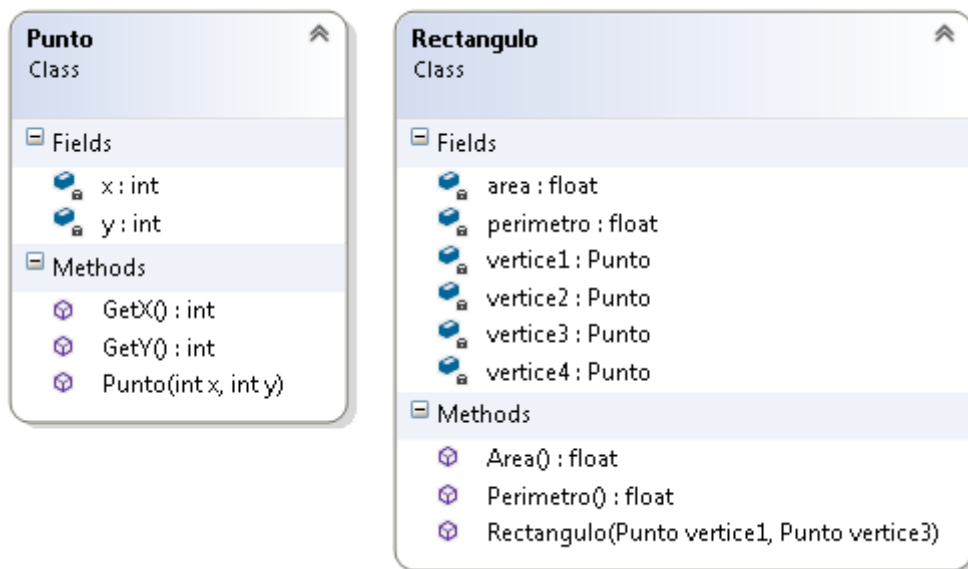 Punto
Class
Fields
x : int
y : int
Methods
GetX() : int
GetY() : int
Punto(int x, int y)
Rectangulo
Class
Fields
area : float
perimetro : float
vertice1 : Punto
vertice2 : Punto
vertice3 : Punto
vertice4 : Punto
Methods
Area() : float
Perimetro() : float
Rectangulo(Punto vertice1, Punto vertice3)